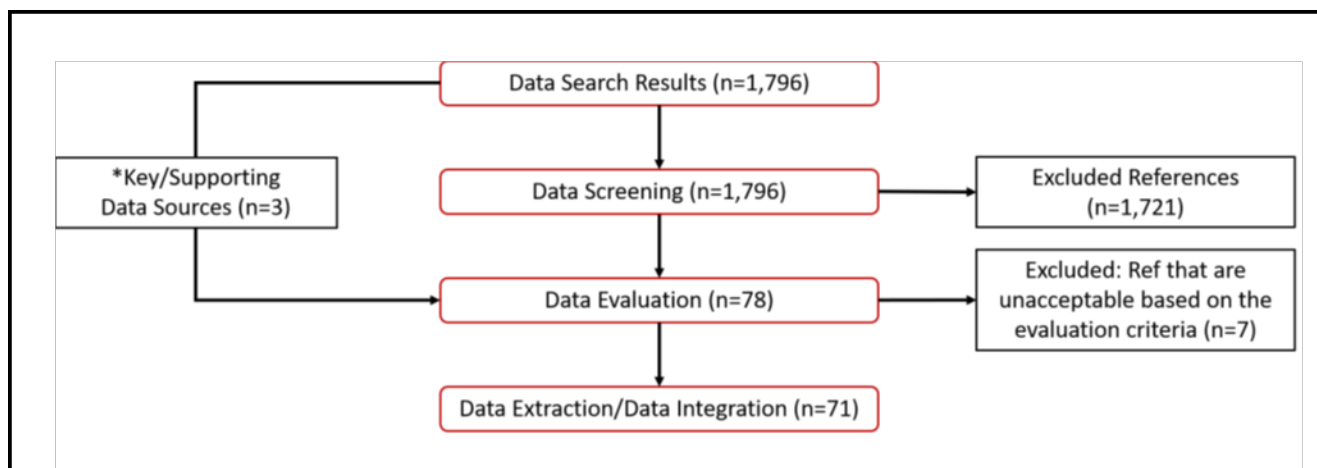 Data Search Results (n=1,796)
*Key/Supporting
Data Sources (n=3)
Data Screening (n=1,796)
Excluded References
(n=1,721)
Data Evaluation (n=78)
Excluded: Ref that are
unacceptable based on the
evaluation criteria (n=7)
Data Extraction/Data Integration (n=71)